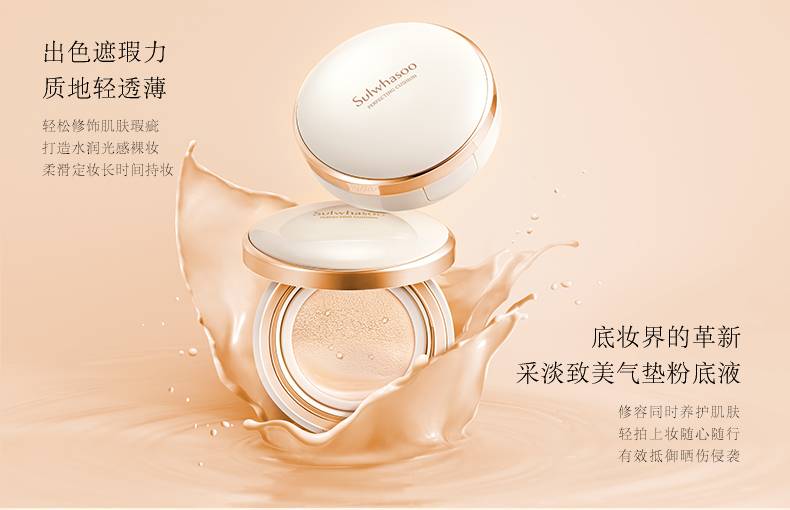 出色遮瑕力
质地轻透薄
轻松修饰肌肤瑕疵
打造水润光感裸妆
柔滑定妆长时间持妆
Sulwhasoo
PERFECTING CUSHION
Sulwhasoo
PERFECTING CUSHION
底妆界的革新
采淡致美气垫粉底液
修容同时养护肌肤
轻拍上妆随心随行
有效抵御晒伤侵袭